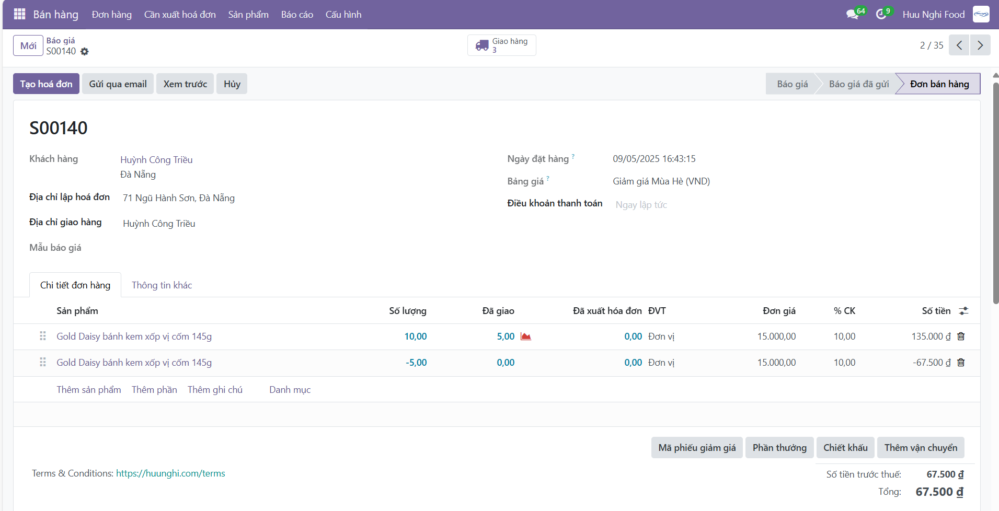 Bán hàng Đơn hàng Cần xuất hoá đơn Sản phẩm Báo cáo Cấu hình 64 9 Huu Nghi Food
Mới Báo giá Giao hàng
S00140 3 2 / 35
Tạo hoá đơn Gửi qua email Xem trước Hủy Báo giá Báo giá đã gửi Đơn bán hàng
S00140
Khách hàng Huỳnh Công Triều Ngày đặt hàng ? 09/05/2025 16:43:15
Đà Nẵng
Bảng giá ? Giảm giá Mùa Hè (VND)
Địa chỉ lập hoá đơn 71 Ngũ Hành Sơn, Đà Nẵng Điều khoản thanh toán Ngay lập tức
Địa chỉ giao hàng Huỳnh Công Triều
Mẫu báo giá
Chi tiết đơn hàng Thông tin khác
Sản phẩm Số lượng Đã giao Đã xuất hóa đơn ĐVT Đơn giá % CK Số tiền
Gold Daisy bánh kem xốp vị cốm 145g 10,00 5,00 0,00 Đơn vị 15.000,00 10,00 135.000 ₫
Gold Daisy bánh kem xốp vị cốm 145g -5,00 0,00 0,00 Đơn vị 15.000,00 10,00 -67.500 ₫
Thêm sản phẩm Thêm phần Thêm ghi chú Danh mục
Mã phiếu giảm giá Phần thưởng Chiết khấu Thêm vận chuyển
Terms & Conditions: https://huunghi.com/terms Số tiền trước thuế: 67.500 ₫
Tổng: 67.500 ₫